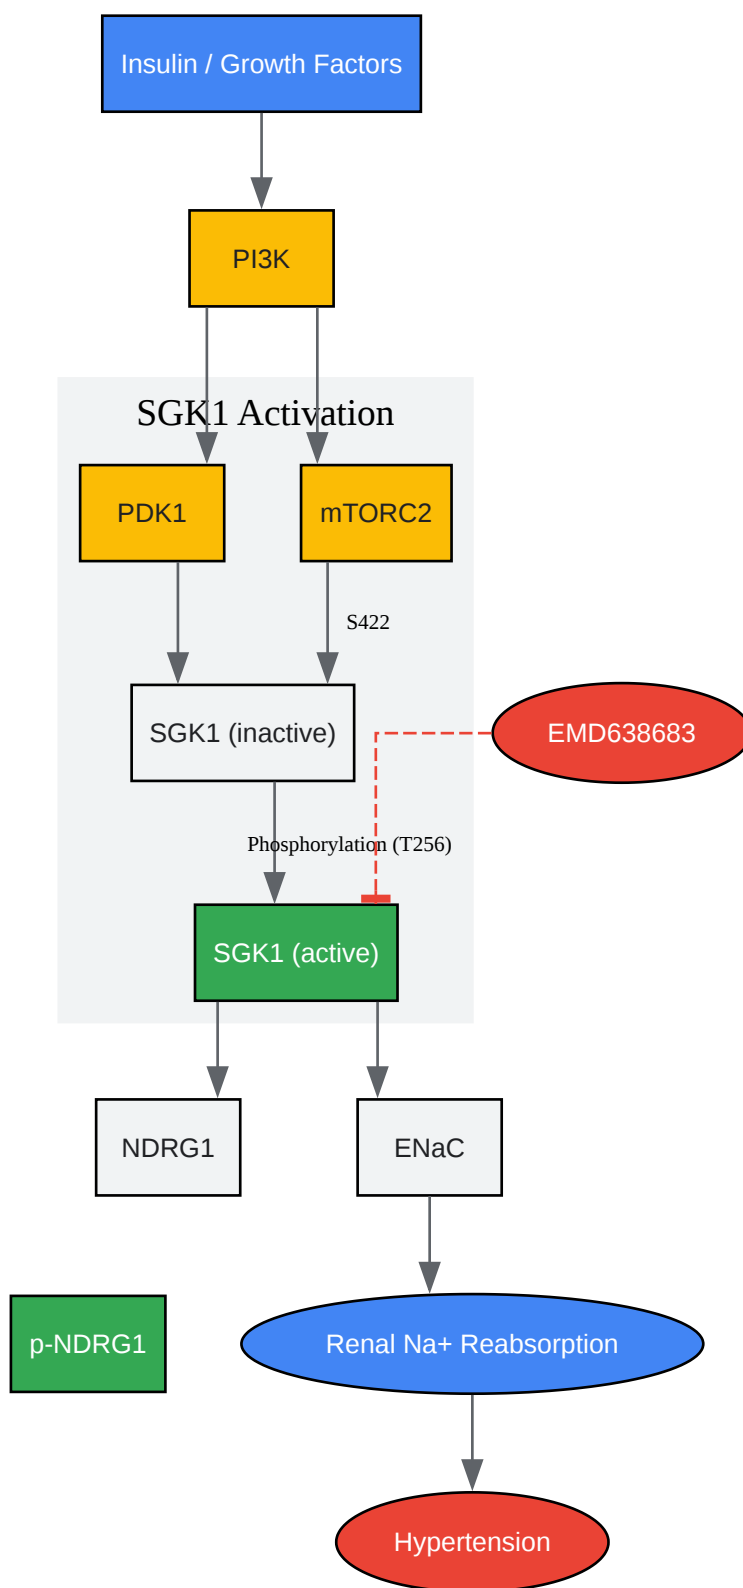 Insulin / Growth Factors
PI3K
SGK1 Activation
PDK1
mTORC2
S422
SGK1 (inactive)
EMD638683
Phosphorylation (T256)
SGK1 (active)
NDRG1
ENaC
p-NDRG1
Renal Na+ Reabsorption
Hypertension